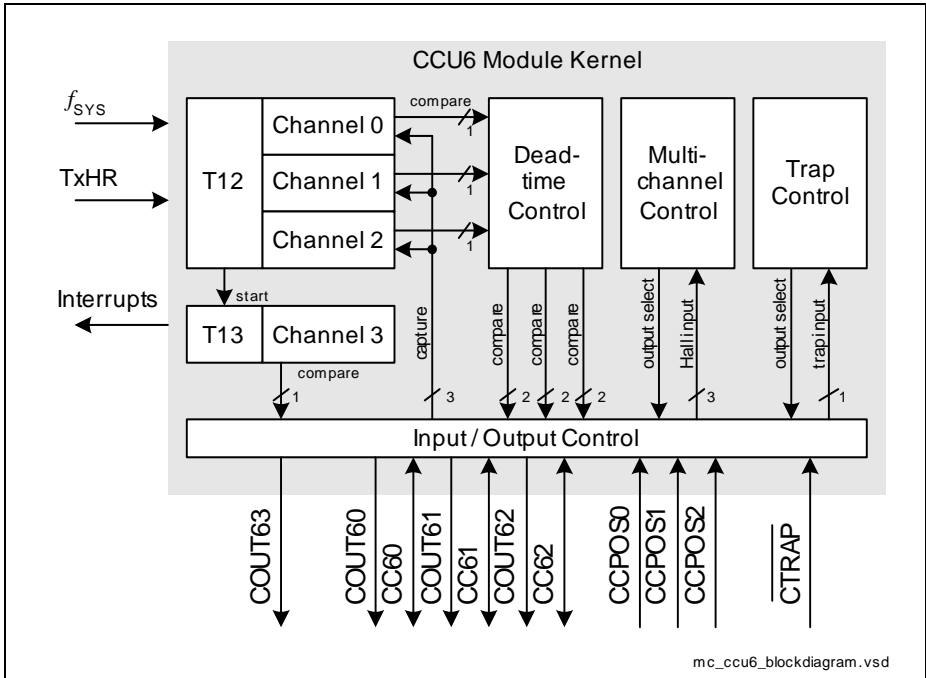 CCU6 Module Kernel
fSYS
TxHR
Interrupts
T12
Channel 0
Channel 1
Channel 2
compare
1
1
1
Dead-
time
Control
Multi-
channel
Control
Trap
Control
start
T13
Channel 3
compare
1
capture
3
compare
2
compare
2
compare
2
output select
Hall input
3
output select
trap input
1
Input / Output Control
COUT63
COUT60
CC60
COUT61
CC61
COUT62
CC62
CCPOS0
CCPOS1
CCPOS2
CTRAP
mc_ccu6_blockdiagram.vsd